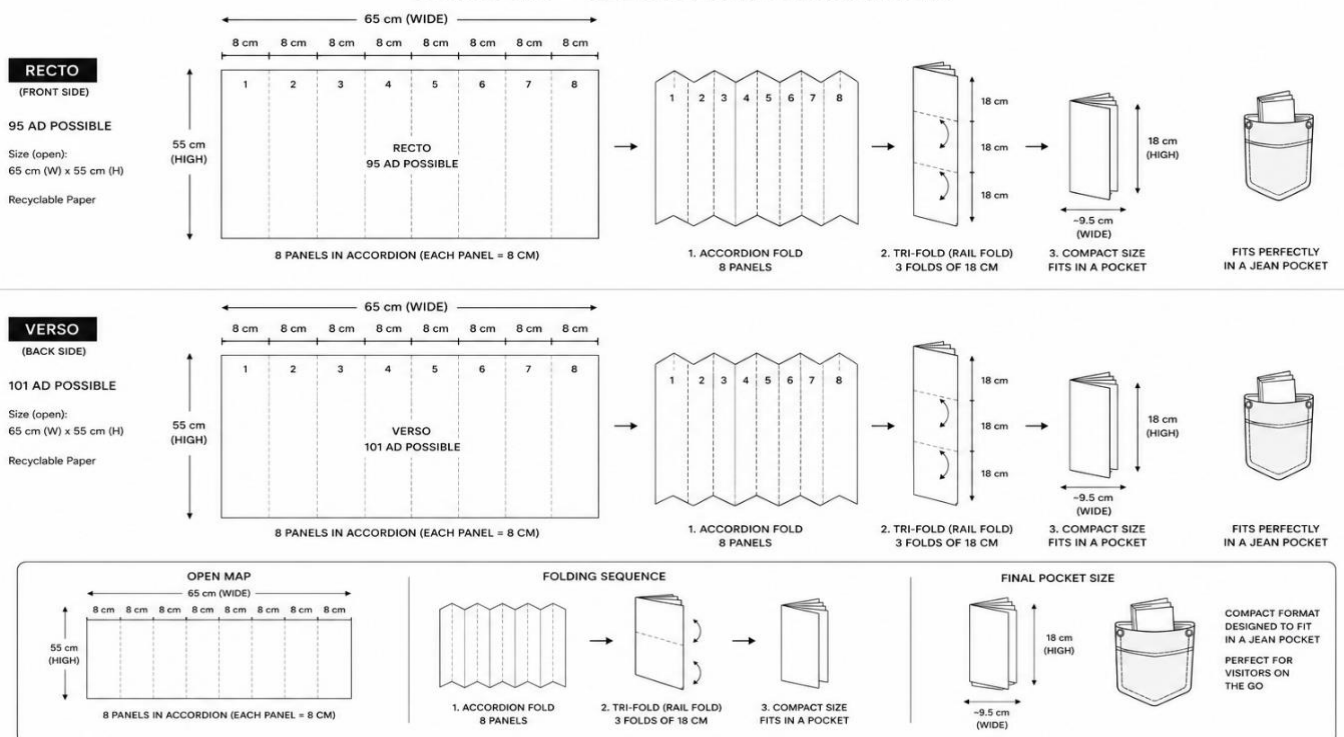 65 cm (WIDE)
8 cm 8 cm 8 cm 8 cm 8 cm 8 cm 8 cm 8 cm
RECTO
(FRONT SIDE)
95 AD POSSIBLE
Size (open):
65 cm (W) x 55 cm (H)
Recyclable Paper
55 cm
(HIGH)
1 2 3 4 5 6 7 8
RECTO
95 AD POSSIBLE
8 PANELS IN ACCORDION (EACH PANEL = 8 CM)
1 2 3 4 5 6 7 8
1. ACCORDION FOLD
8 PANELS
18 cm
18 cm
18 cm
2. TRI-FOLD (RAIL FOLD)
3 FOLDS OF 18 CM
18 cm
(HIGH)
~9.5 cm
(WIDE)
3. COMPACT SIZE
FITS IN A POCKET
FITS PERFECTLY
IN A JEAN POCKET
65 cm (WIDE)
8 cm 8 cm 8 cm 8 cm 8 cm 8 cm 8 cm 8 cm
VERSO
(BACK SIDE)
101 AD POSSIBLE
Size (open):
65 cm (W) x 55 cm (H)
Recyclable Paper
55 cm
(HIGH)
1 2 3 4 5 6 7 8
VERSO
101 AD POSSIBLE
8 PANELS IN ACCORDION (EACH PANEL = 8 CM)
1 2 3 4 5 6 7 8
1. ACCORDION FOLD
8 PANELS
18 cm
18 cm
18 cm
2. TRI-FOLD (RAIL FOLD)
3 FOLDS OF 18 CM
18 cm
(HIGH)
~9.5 cm
(WIDE)
3. COMPACT SIZE
FITS IN A POCKET
FITS PERFECTLY
IN A JEAN POCKET
OPEN MAP
65 cm (WIDE)
8 cm 8 cm 8 cm 8 cm 8 cm 8 cm 8 cm 8 cm
55 cm
(HIGH)
8 PANELS IN ACCORDION (EACH PANEL = 8 CM)
FOLDING SEQUENCE
1. ACCORDION FOLD
8 PANELS
2. TRI-FOLD (RAIL FOLD)
3 FOLDS OF 18 CM
3. COMPACT SIZE
FITS IN A POCKET
FINAL POCKET SIZE
18 cm
(HIGH)
~9.5 cm
(WIDE)
COMPACT FORMAT
DESIGNED TO FIT
IN A JEAN POCKET
PERFECT FOR
VISITORS ON
THE GO